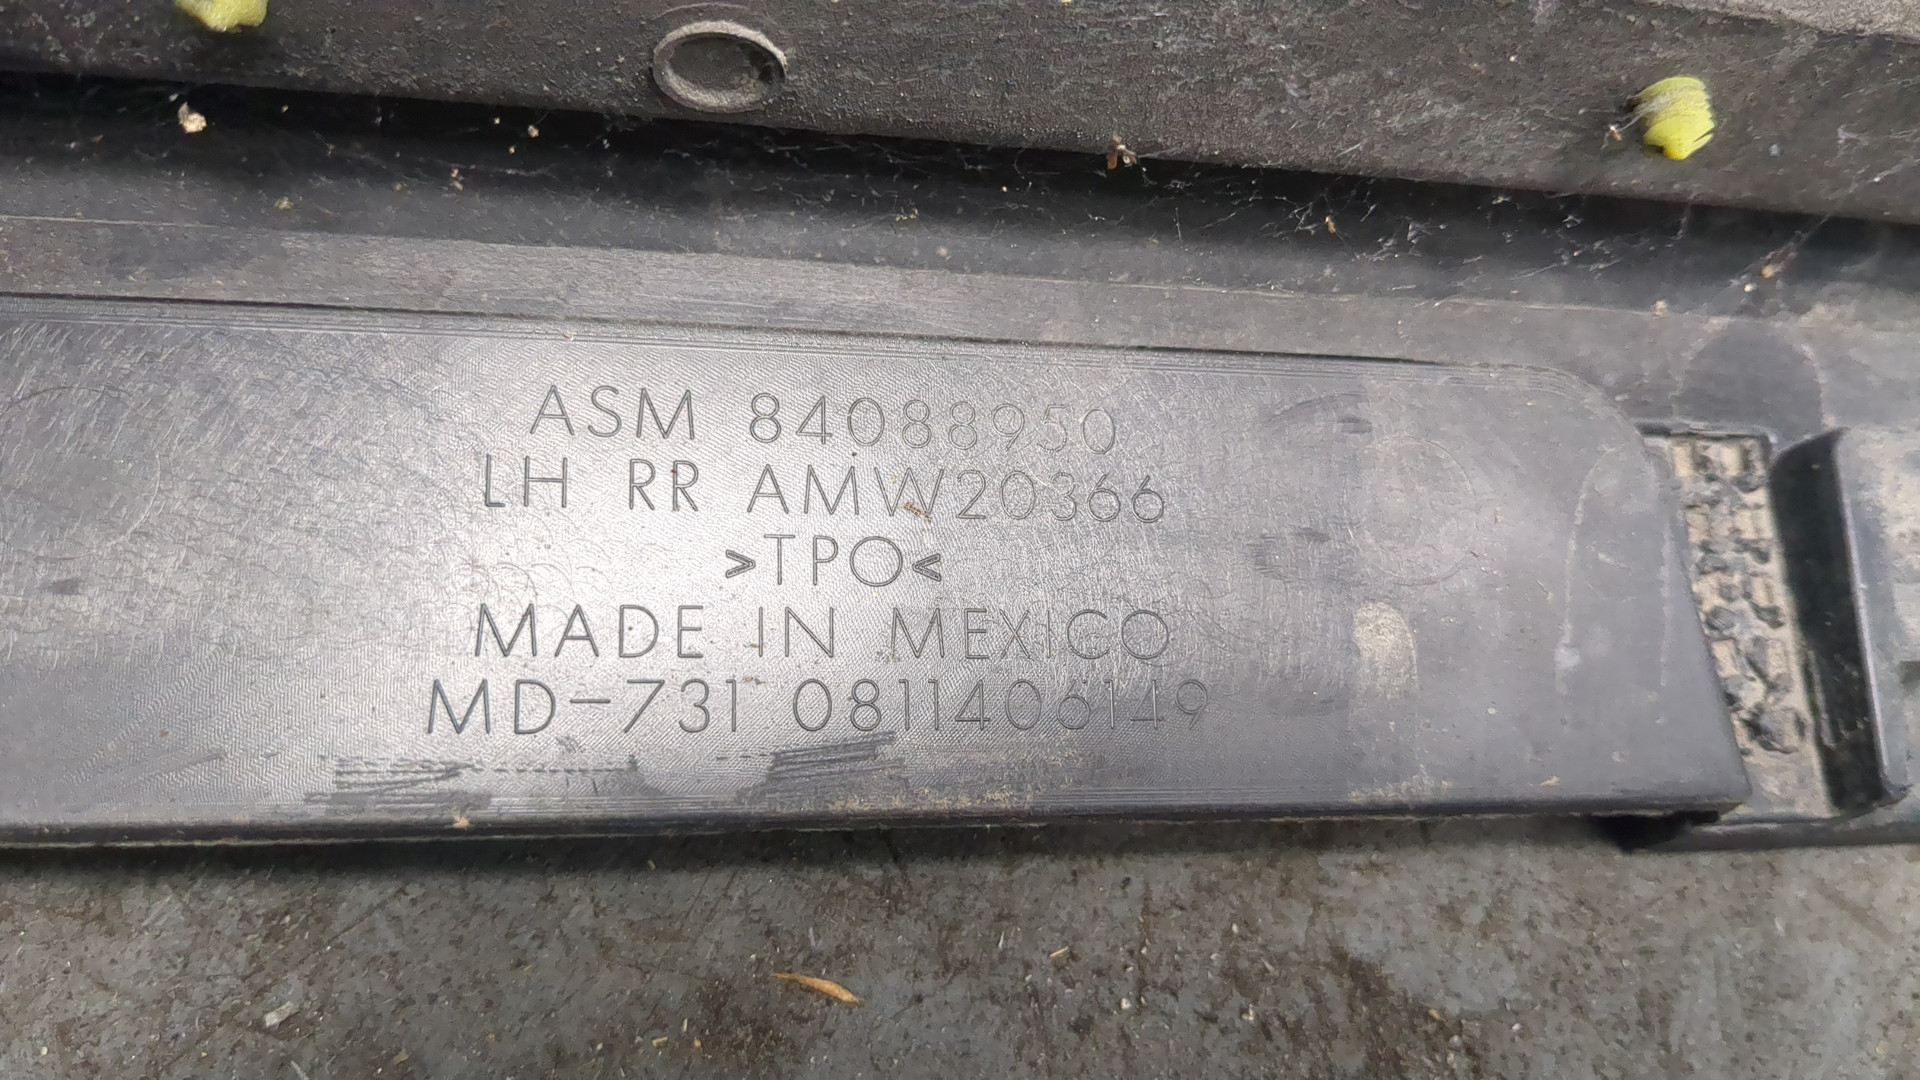 ASM 84088950
LH RR AMW20366
>TPO<
MADE IN MEXICO
MD-731 0811406149